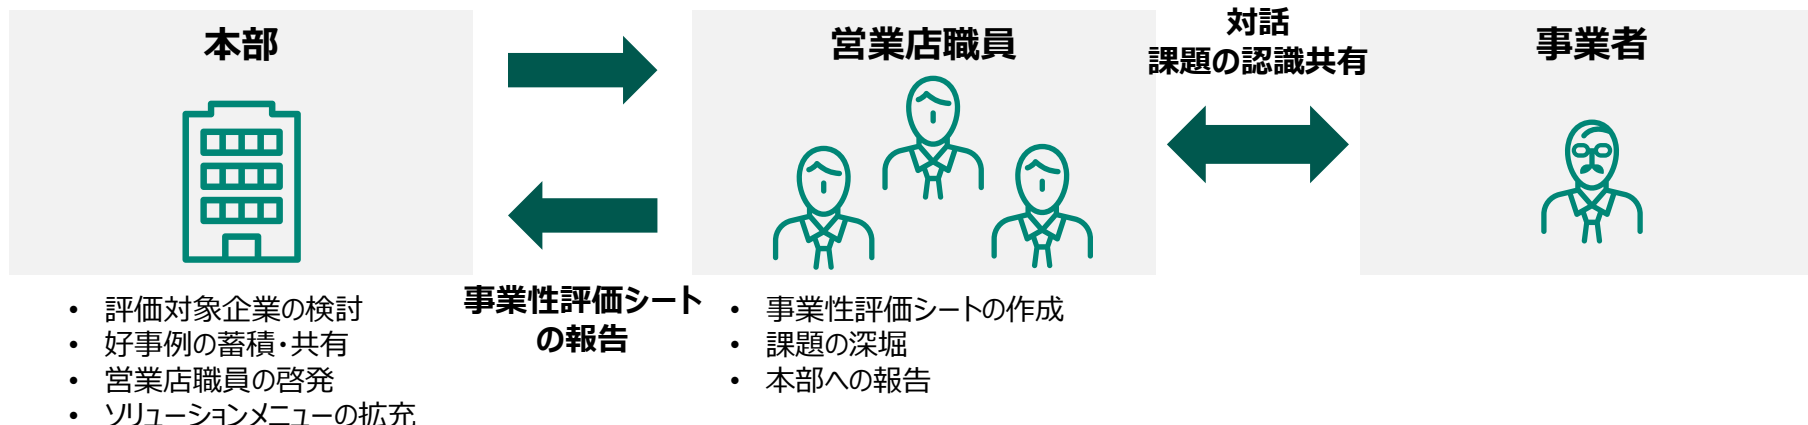 本部
営業店職員
対話
課題の認識共有
事業者
• 評価対象企業の検討
• 好事例の蓄積・共有
• 営業店職員の啓発
• ソリューションメニューの拡充
事業性評価シート
の報告
• 事業性評価シートの作成
• 課題の深堀
• 本部への報告